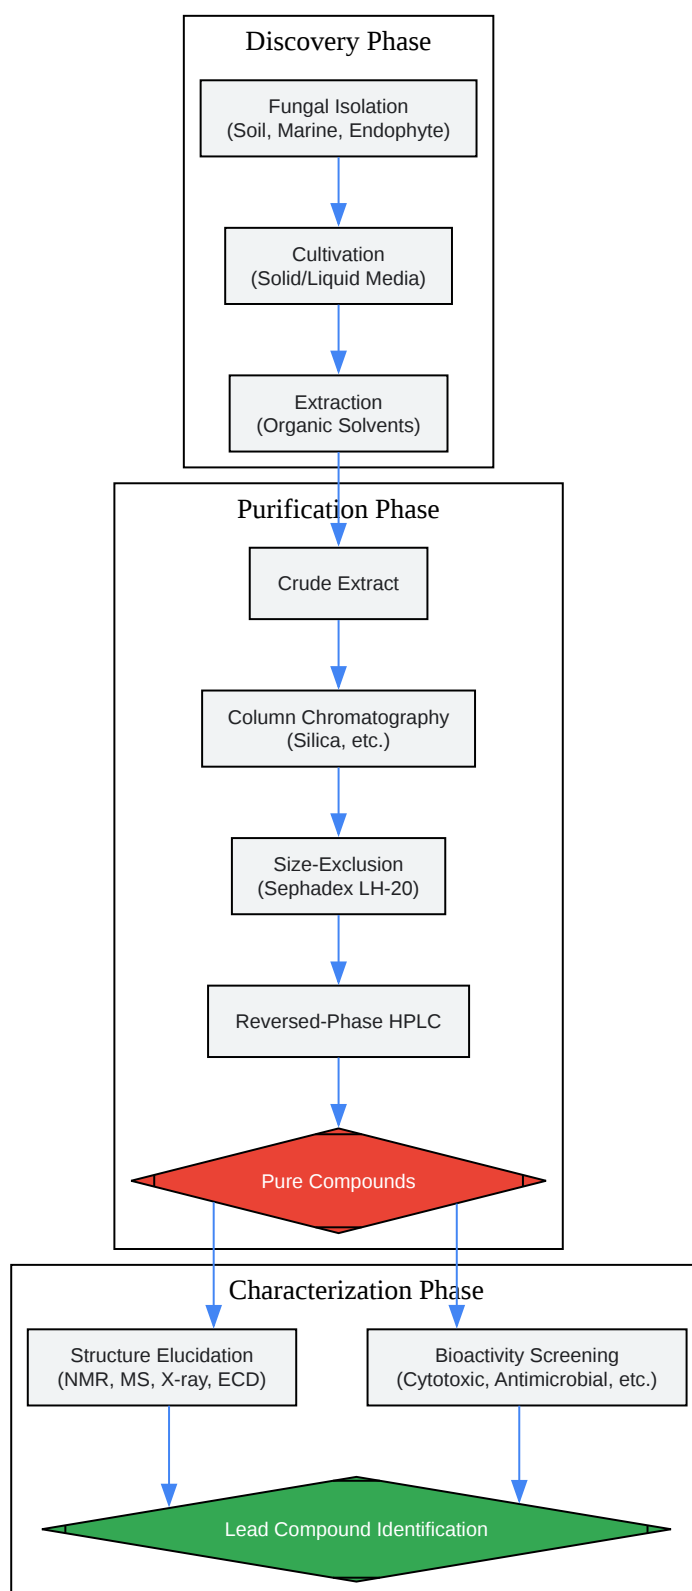 Discovery Phase
Fungal Isolation
(Soil, Marine, Endophyte)
Cultivation
(Solid/Liquid Media)
Extraction
(Organic Solvents)
Purification Phase
Crude Extract
Column Chromatography
(Silica, etc.)
Size-Exclusion
(Sephadex LH-20)
Reversed-Phase HPLC
Pure Compounds
Characterization Phase
Structure Elucidation
(NMR, MS, X-ray, ECD)
Bioactivity Screening
(Cytotoxic, Antimicrobial, etc.)
Lead Compound Identification